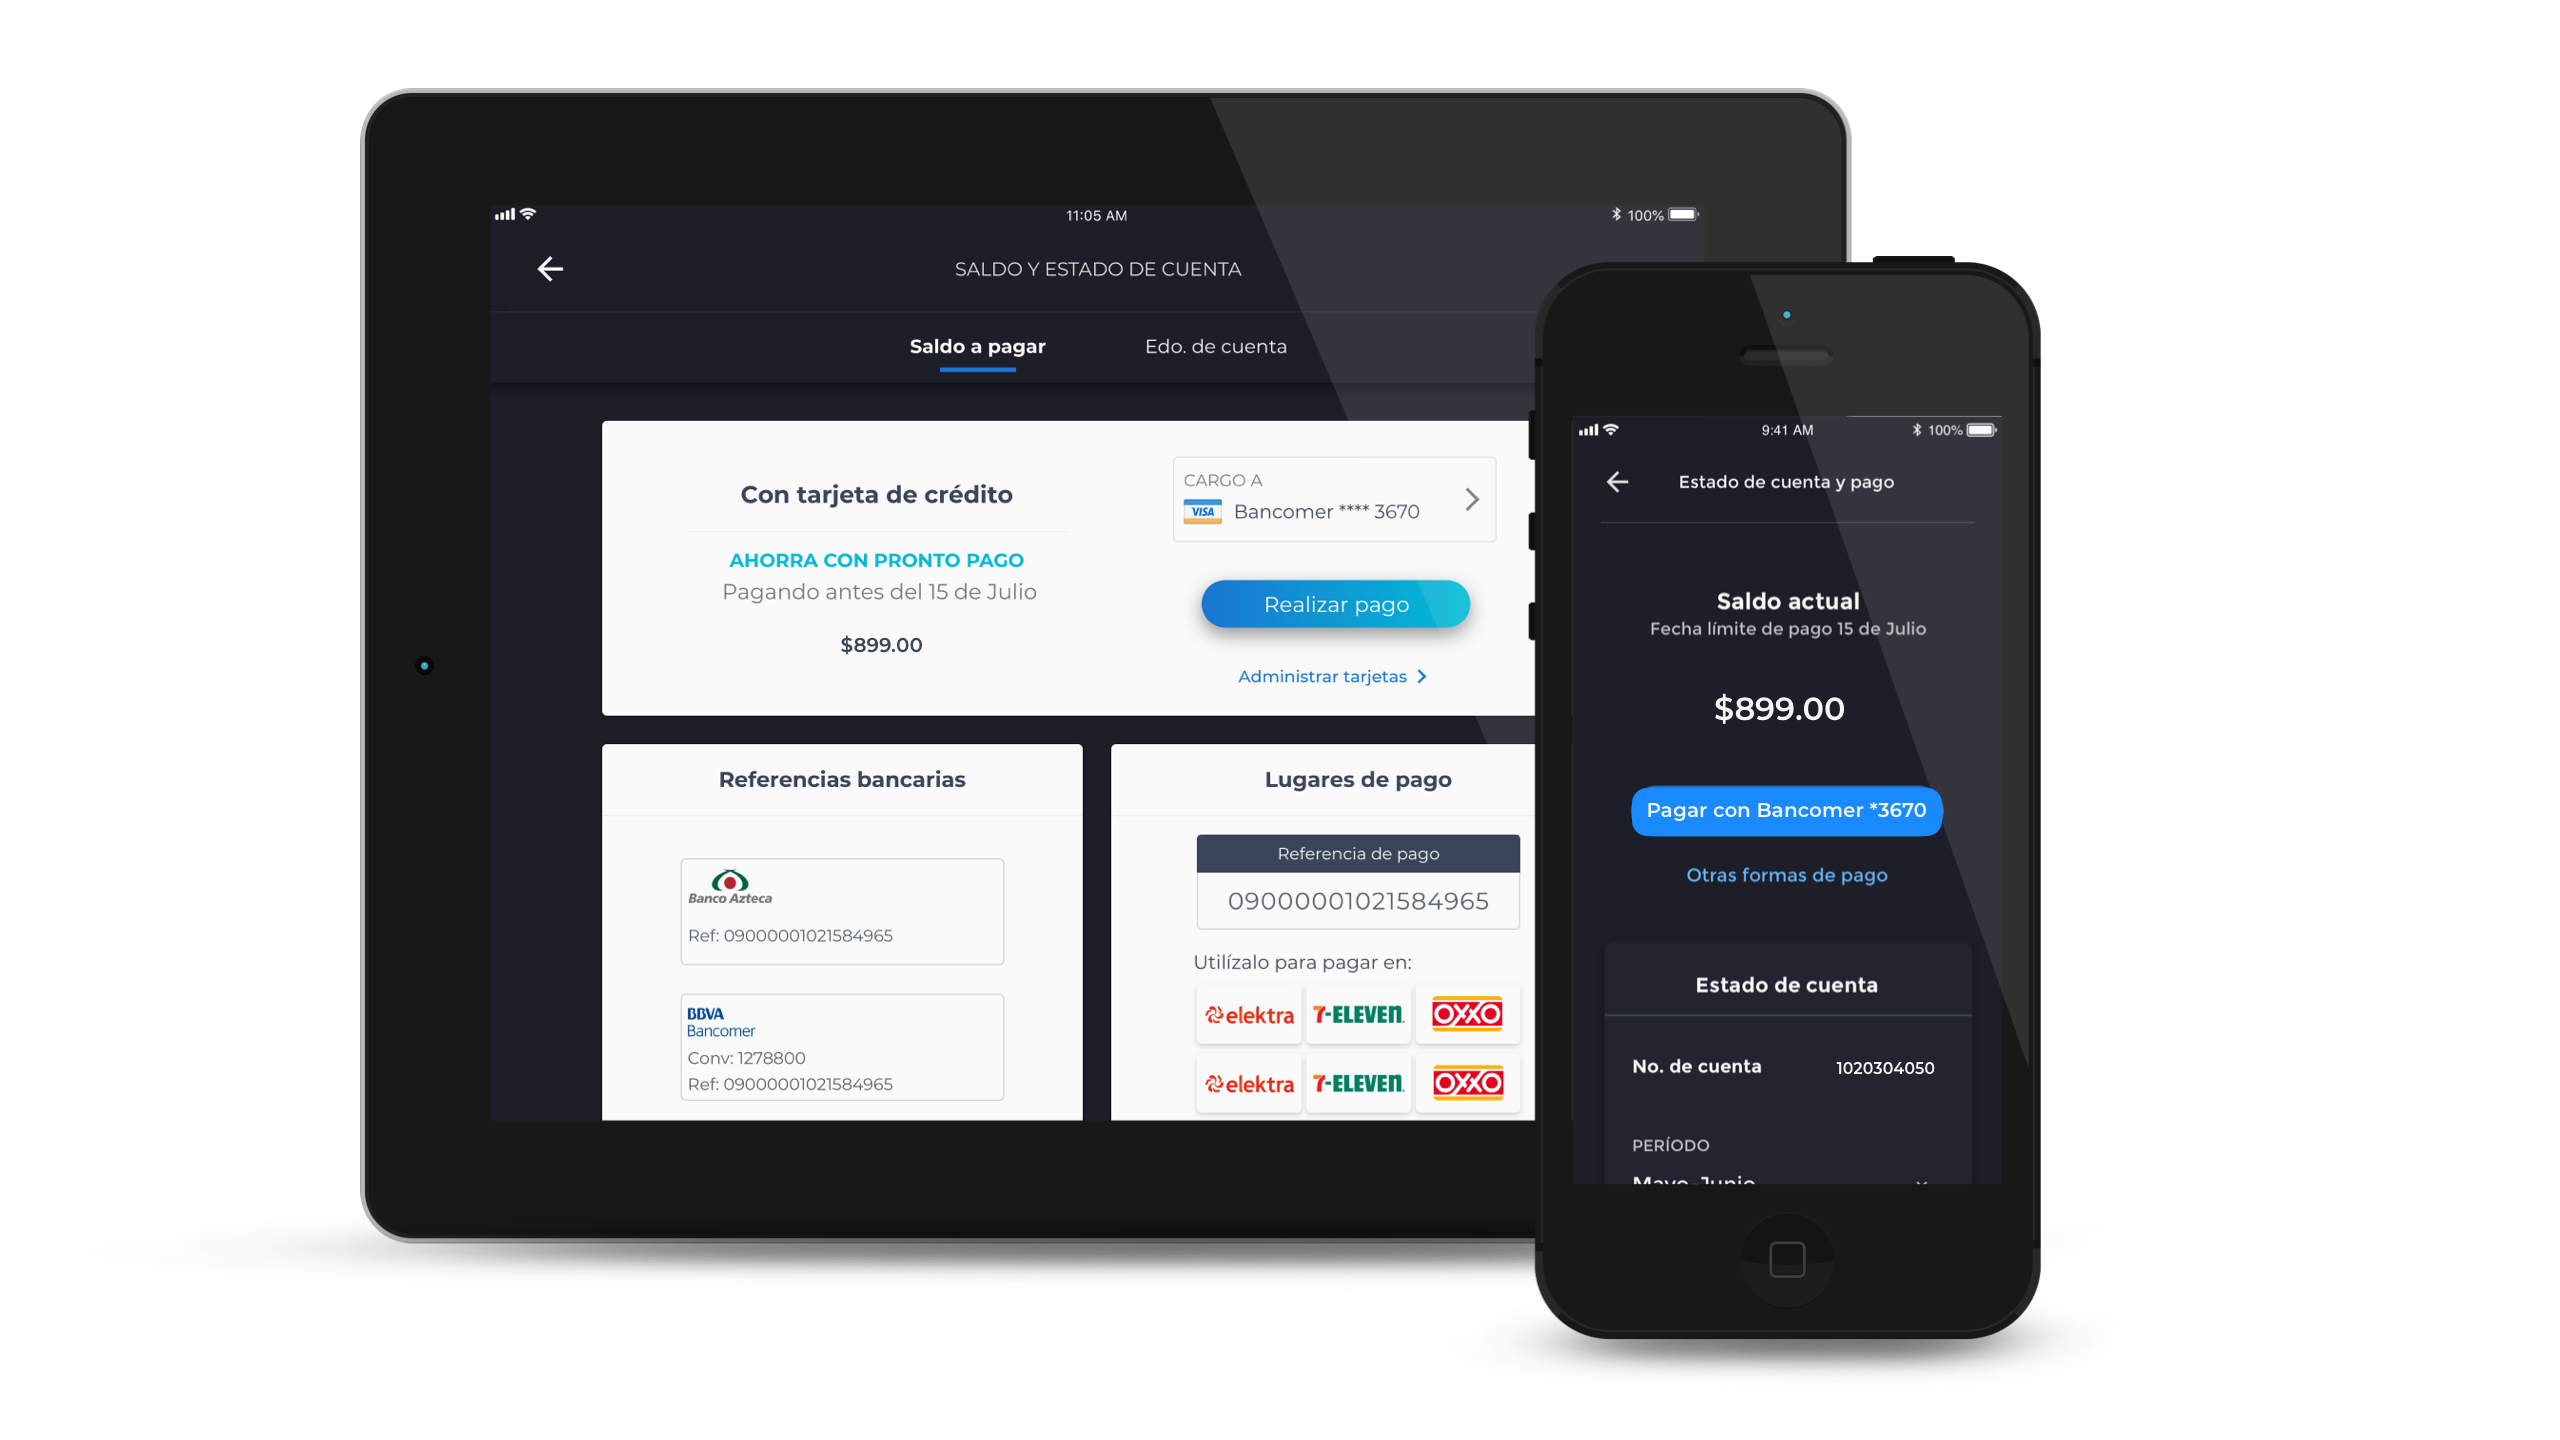 11:05 AM
100%
SALDO Y ESTADO DE CUENTA
Saldo a pagar
Edo. de cuenta
Con tarjeta de crédito
AHORRA CON PRONTO PAGO
Pagando antes del 15 de Julio
$899.00
CARGO A
VISA Bancomer **** 3670
Realizar pago
Administrar tarjetas
Referencias bancarias
Banco Azteca
Ref: 09000001021584965
BBVA
Bancomer
Conv: 1278800
Ref: 09000001021584965
Lugares de pago
Referencia de pago
09000001021584965
Utilízalo para pagar en:
elektra 7-ELEVEn. OXXO
elektra 7-ELEVEn. OXXO
9:41 AM
100%
Estado de cuenta y pago
Saldo actual
Fecha límite de pago 15 de Julio
$899.00
Pagar con Bancomer *3670
Otras formas de pago
Estado de cuenta
No. de cuenta 1020304050
PERÍODO
Mayo-Junio